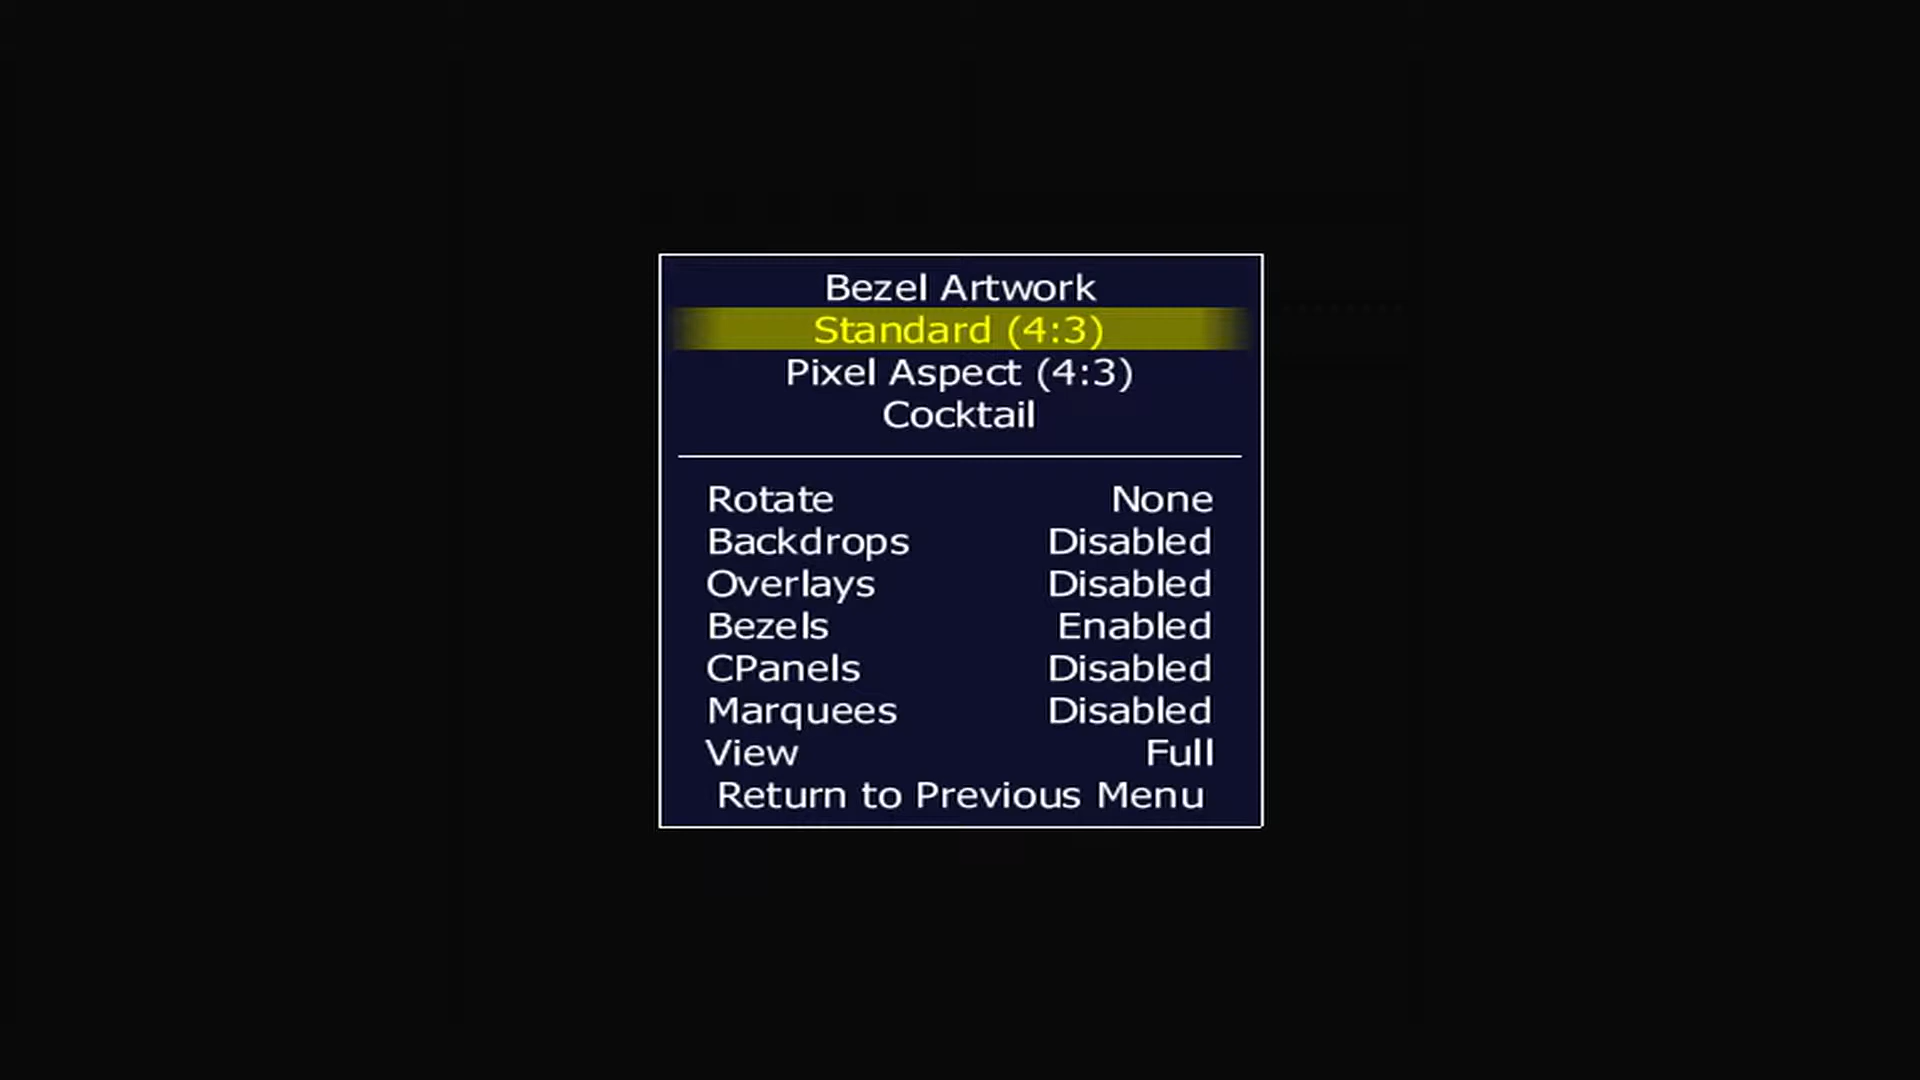 Bezel Artwork
Standard (4:3)
Pixel Aspect (4:3)
Cocktail
Rotate None
Backdrops Disabled
Overlays Disabled
Bezels Enabled
CPanels Disabled
Marquees Disabled
View Full
Return to Previous Menu